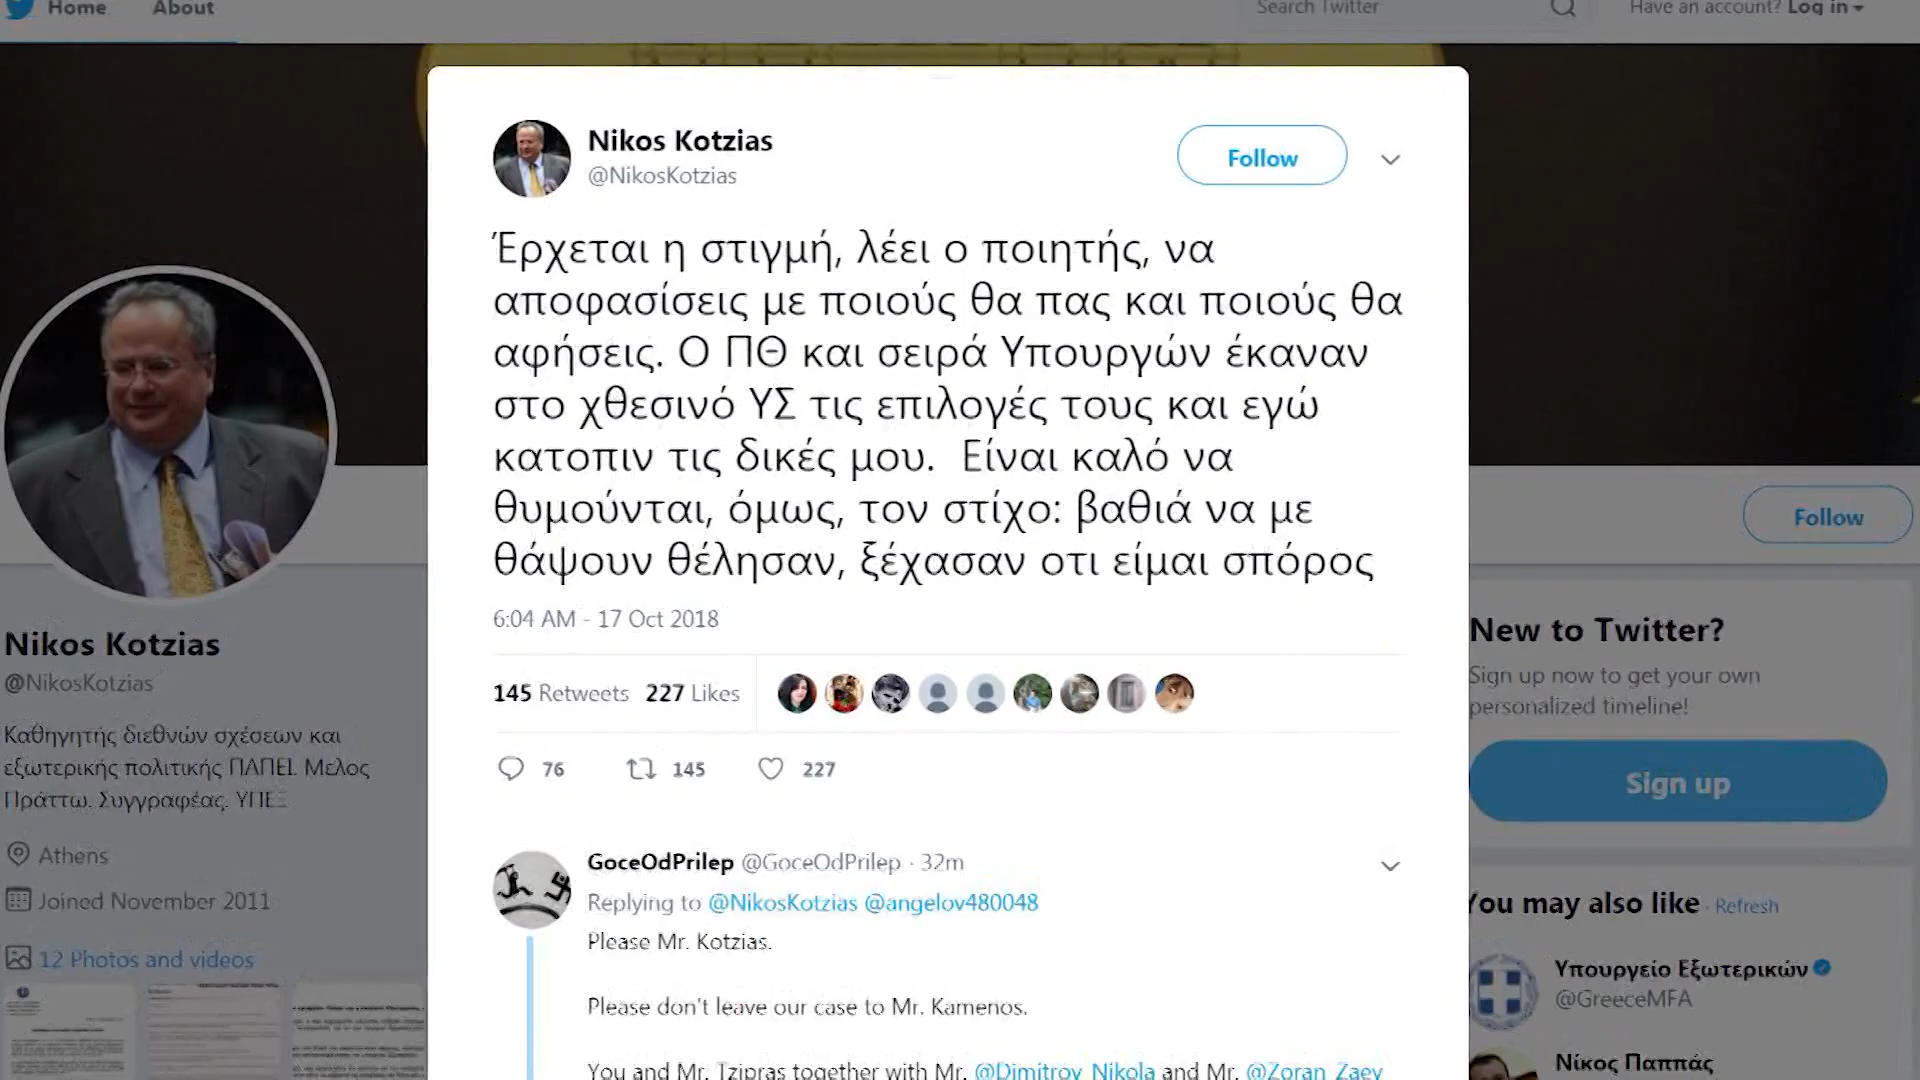 Home About Search Twitter Have an account? Log in
Nikos Kotzias
@NikosKotzias
Follow
Έρχεται η στιγμή, λέει ο ποιητής, να
αποφασίσεις με ποιούς θα πας και ποιούς θα
αφήσεις. Ο ΠΘ και σειρά Υπουργών έκαναν
στο χθεσινό ΥΣ τις επιλογές τους και εγώ
κατοπιν τις δικές μου. Είναι καλό να
θυμούνται, όμως, τον στίχο: βαθιά να με
θάψουν θέλησαν, ξέχασαν οτι είμαι σπόρος
6:04 AM - 17 Oct 2018
145 Retweets 227 Likes
76 145 227
GoceOdPrilep @GoceOdPrilep · 32m
Replying to @NikosKotzias @angelov480048
Please Mr. Kotzias.
Please don't leave our case to Mr. Kamenos.
You and Mr. Tzipras together with Mr. @Dimitrov_Nikola and Mr. @Zoran_Zaev
Nikos Kotzias
@NikosKotzias
Καθηγητής διεθνών σχέσεων και
εξωτερικής πολιτικής ΠΑΠΕΙ. Μελος
Πράττω. Συγγραφέας. ΥΠΕΞ
Athens
Joined November 2011
12 Photos and videos
Follow
New to Twitter?
Sign up now to get your own
personalized timeline!
Sign up
You may also like · Refresh
Υπουργείο Εξωτερικών
@GreeceMFA
Νίκος Παππάς